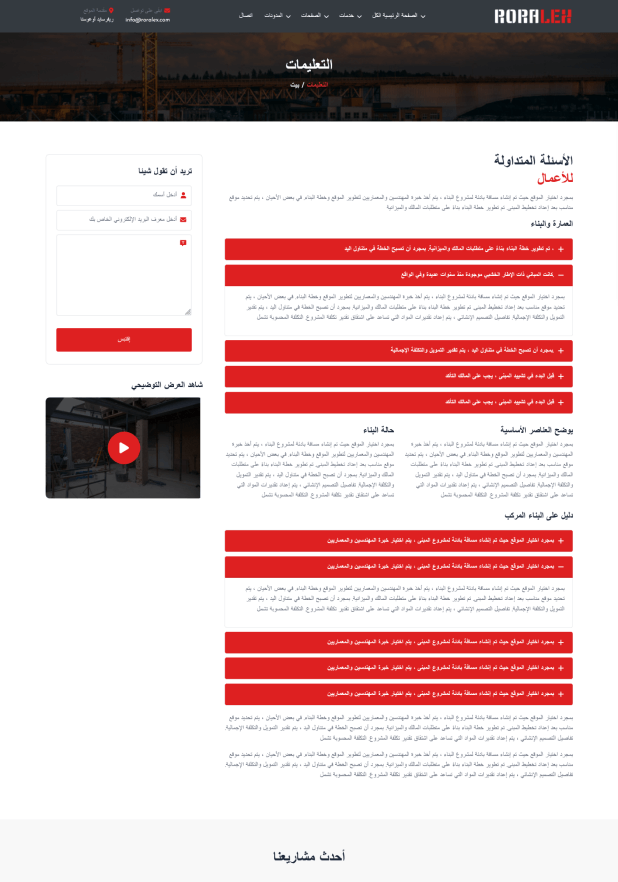 RORALEX
الصفحة الرئيسية الكل
خدمات
الصفحات
المدونات
اتصال
info@roralex.com
التعليمات
بيت / التعليمات
الأسئلة المتداولة
للأعمال
بمجرد اختيار الموقع حيث تم إنشاء مسافة بادئة لمشروع البناء ، يتم أخذ خبرة المهندسين والمعماريين لتطوير الموقع وخطة البناء. في بعض الأحيان ، يتم تحديد موقع
مناسب بعد إعداد تخطيط المبنى. تم تطوير خطة البناء بناءً على متطلبات المالك والميزانية.
العمارة والبناء
. تم تطوير خطة البناء بناءً على متطلبات المالك والميزانية. بمجرد أن تصبح الخطة في متناول اليد
.كانت المباني ذات الإطار الخشبي موجودة منذ سنوات عديدة وفي الواقع
بمجرد اختيار الموقع حيث تم إنشاء مسافة بادئة لمشروع البناء ، يتم أخذ خبرة المهندسين والمعماريين لتطوير الموقع وخطة البناء. في بعض الأحيان ، يتم
تحديد موقع مناسب بعد إعداد تخطيط المبنى. تم تطوير خطة البناء بناءً على متطلبات المالك والميزانية. بمجرد أن تصبح الخطة في متناول اليد ، يتم تقدير
التمويل والتكلفة الإجمالية. تفاصيل التصميم الإنشائي ، يتم إعداد تقديرات المواد التي تساعد على اشتقاق تقدير تكلفة المشروع. التكلفة المحسوبة تشمل
بمجرد أن تصبح الخطة في متناول اليد ، يتم تقدير التمويل والتكلفة الإجمالية
قبل البدء في تشييد المبنى ، يجب على المالك التأكد
قبل البدء في تشييد المبنى ، يجب على المالك التأكد
يوضح العناصر الأساسية
بمجرد اختيار الموقع حيث تم إنشاء مسافة بادئة لمشروع البناء ، يتم أخذ خبرة
المهندسين والمعماريين لتطوير الموقع وخطة البناء. في بعض الأحيان ، يتم تحديد
موقع مناسب بعد إعداد تخطيط المبنى. تم تطوير خطة البناء بناءً على متطلبات
المالك والميزانية. بمجرد أن تصبح الخطة في متناول اليد ، يتم تقدير التمويل
والتكلفة الإجمالية. تفاصيل التصميم الإنشائي ، يتم إعداد تقديرات المواد التي
تساعد على اشتقاق تقدير تكلفة المشروع. التكلفة المحسوبة تشمل
حالة البناء
بمجرد اختيار الموقع حيث تم إنشاء مسافة بادئة لمشروع البناء ، يتم أخذ خبرة
المهندسين والمعماريين لتطوير الموقع وخطة البناء. في بعض الأحيان ، يتم تحديد
موقع مناسب بعد إعداد تخطيط المبنى. تم تطوير خطة البناء بناءً على متطلبات
المالك والميزانية. بمجرد أن تصبح الخطة في متناول اليد ، يتم تقدير التمويل
والتكلفة الإجمالية. تفاصيل التصميم الإنشائي ، يتم إعداد تقديرات المواد التي
تساعد على اشتقاق تقدير تكلفة المشروع. التكلفة المحسوبة تشمل
دليل على البناء المركب
بمجرد اختيار الموقع حيث تم إنشاء مسافة بادئة لمشروع المبنى ، يتم اختيار خبرة المهندسين والمعماريين
بمجرد اختيار الموقع حيث تم إنشاء مسافة بادئة لمشروع المبنى ، يتم اختيار خبرة المهندسين والمعماريين
بمجرد اختيار الموقع حيث تم إنشاء مسافة بادئة لمشروع البناء ، يتم أخذ خبرة المهندسين والمعماريين لتطوير الموقع وخطة البناء. في بعض الأحيان ، يتم
تحديد موقع مناسب بعد إعداد تخطيط المبنى. تم تطوير خطة البناء بناءً على متطلبات المالك والميزانية. بمجرد أن تصبح الخطة في متناول اليد ، يتم تقدير
التمويل والتكلفة الإجمالية. تفاصيل التصميم الإنشائي ، يتم إعداد تقديرات المواد التي تساعد على اشتقاق تقدير تكلفة المشروع. التكلفة المحسوبة تشمل
بمجرد اختيار الموقع حيث تم إنشاء مسافة بادئة لمشروع المبنى ، يتم اختيار خبرة المهندسين والمعماريين
بمجرد اختيار الموقع حيث تم إنشاء مسافة بادئة لمشروع المبنى ، يتم اختيار خبرة المهندسين والمعماريين
بمجرد اختيار الموقع حيث تم إنشاء مسافة بادئة لمشروع المبنى ، يتم اختيار خبرة المهندسين والمعماريين
بمجرد اختيار الموقع حيث تم إنشاء مسافة بادئة لمشروع البناء ، يتم أخذ خبرة المهندسين والمعماريين لتطوير الموقع وخطة البناء. في بعض الأحيان ، يتم تحديد موقع
مناسب بعد إعداد تخطيط المبنى. تم تطوير خطة البناء بناءً على متطلبات المالك والميزانية. بمجرد أن تصبح الخطة في متناول اليد ، يتم تقدير التمويل والتكلفة الإجمالية.
تفاصيل التصميم الإنشائي ، يتم إعداد تقديرات المواد التي تساعد على اشتقاق تقدير تكلفة المشروع. التكلفة المحسوبة تشمل
بمجرد اختيار الموقع حيث تم إنشاء مسافة بادئة لمشروع البناء ، يتم أخذ خبرة المهندسين والمعماريين لتطوير الموقع وخطة البناء. في بعض الأحيان ، يتم تحديد موقع
مناسب بعد إعداد تخطيط المبنى. تم تطوير خطة البناء بناءً على متطلبات المالك والميزانية. بمجرد أن تصبح الخطة في متناول اليد ، يتم تقدير التمويل والتكلفة الإجمالية.
تفاصيل التصميم الإنشائي ، يتم إعداد تقديرات المواد التي تساعد على اشتقاق تقدير تكلفة المشروع. التكلفة المحسوبة تشمل
تريد أن تقول شيئا
أدخل أسمك
أدخل معرف البريد الإلكتروني الخاص بك
إقتبس
شاهد العرض التوضيحي
أحدث مشاريعنا